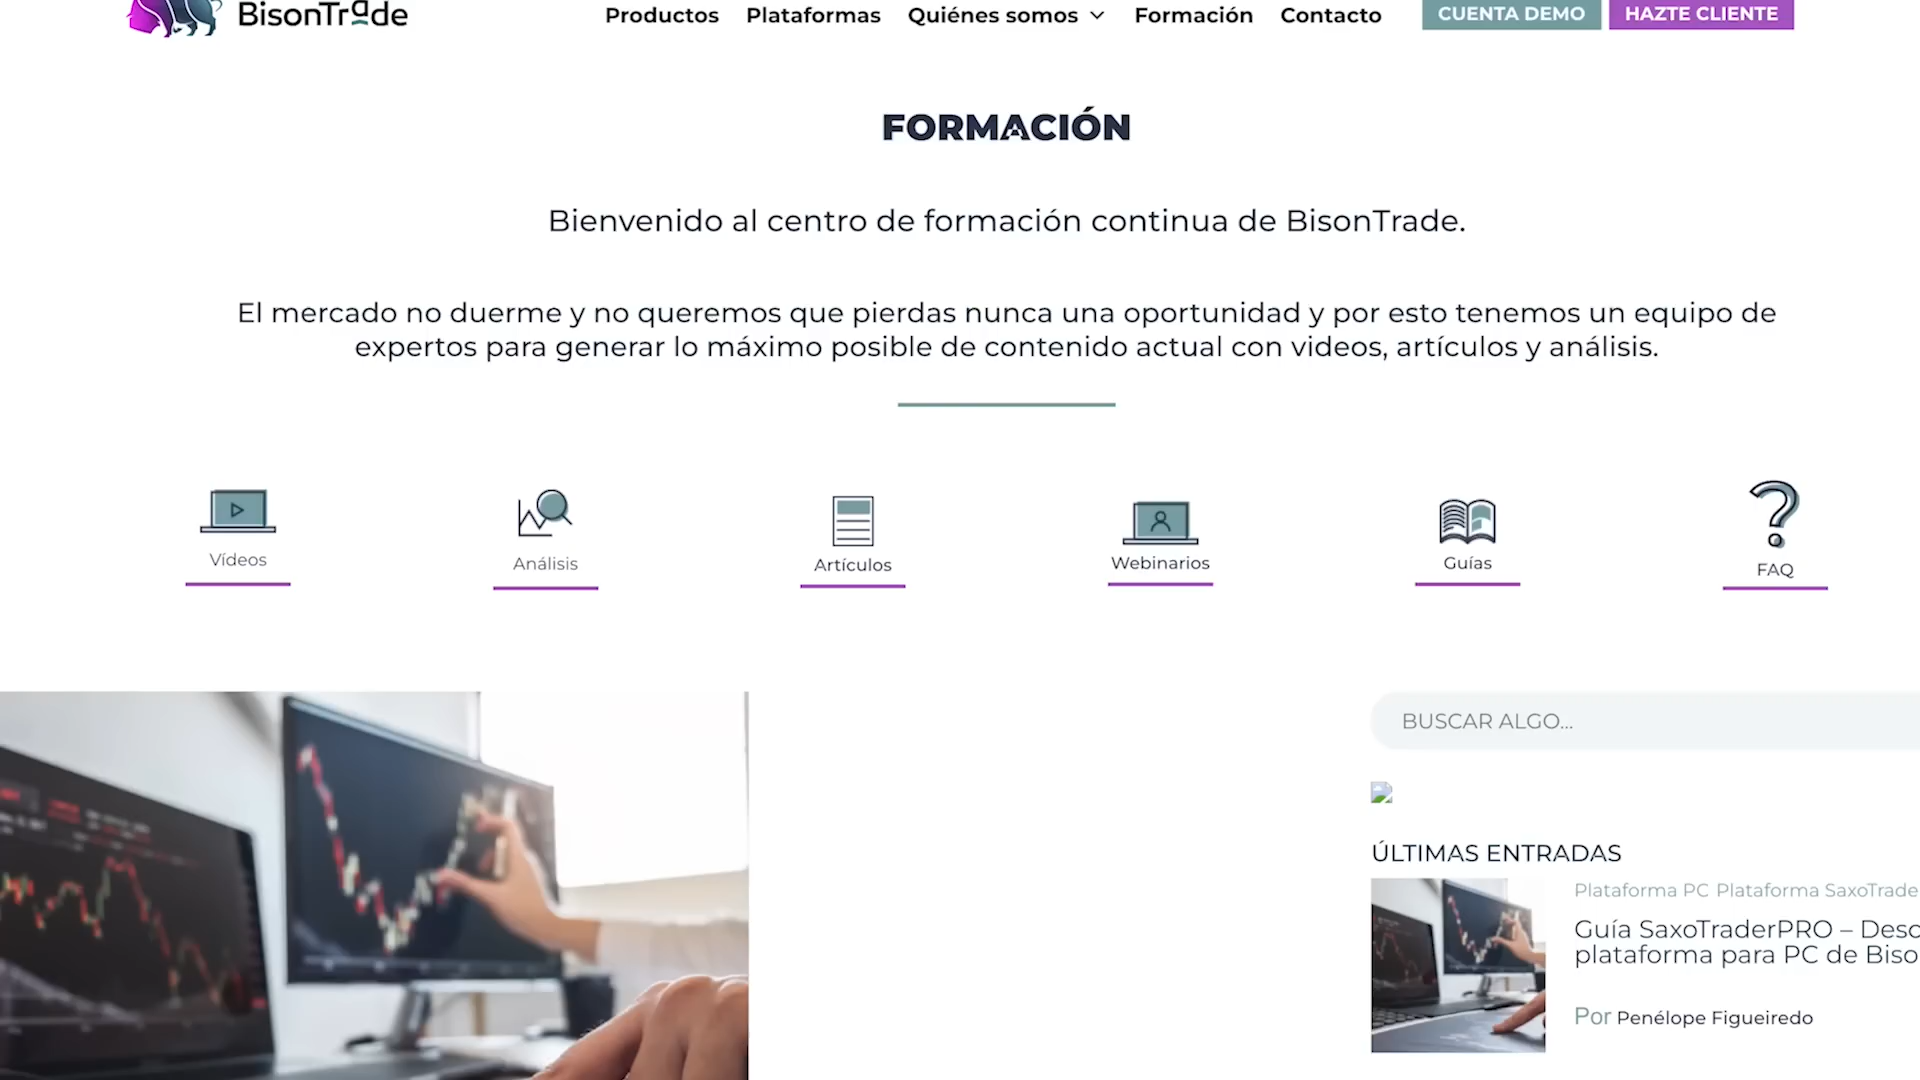 BisonTrade
Productos
Plataformas
Quiénes somos
Formación
Contacto
CUENTA DEMO
HAZTE CLIENTE
FORMACIÓN
Bienvenido al centro de formación continua de BisonTrade.
El mercado no duerme y no queremos que pierdas nunca una oportunidad y por esto tenemos un equipo de
expertos para generar lo máximo posible de contenido actual con videos, artículos y análisis.
Vídeos
Análisis
Artículos
Webinarios
Guías
FAQ
BUSCAR ALGO...
ÚLTIMAS ENTRADAS
Plataforma PC Plataforma SaxoTrade
Guía SaxoTraderPRO – Desc
plataforma para PC de Biso
Por Penélope Figueiredo